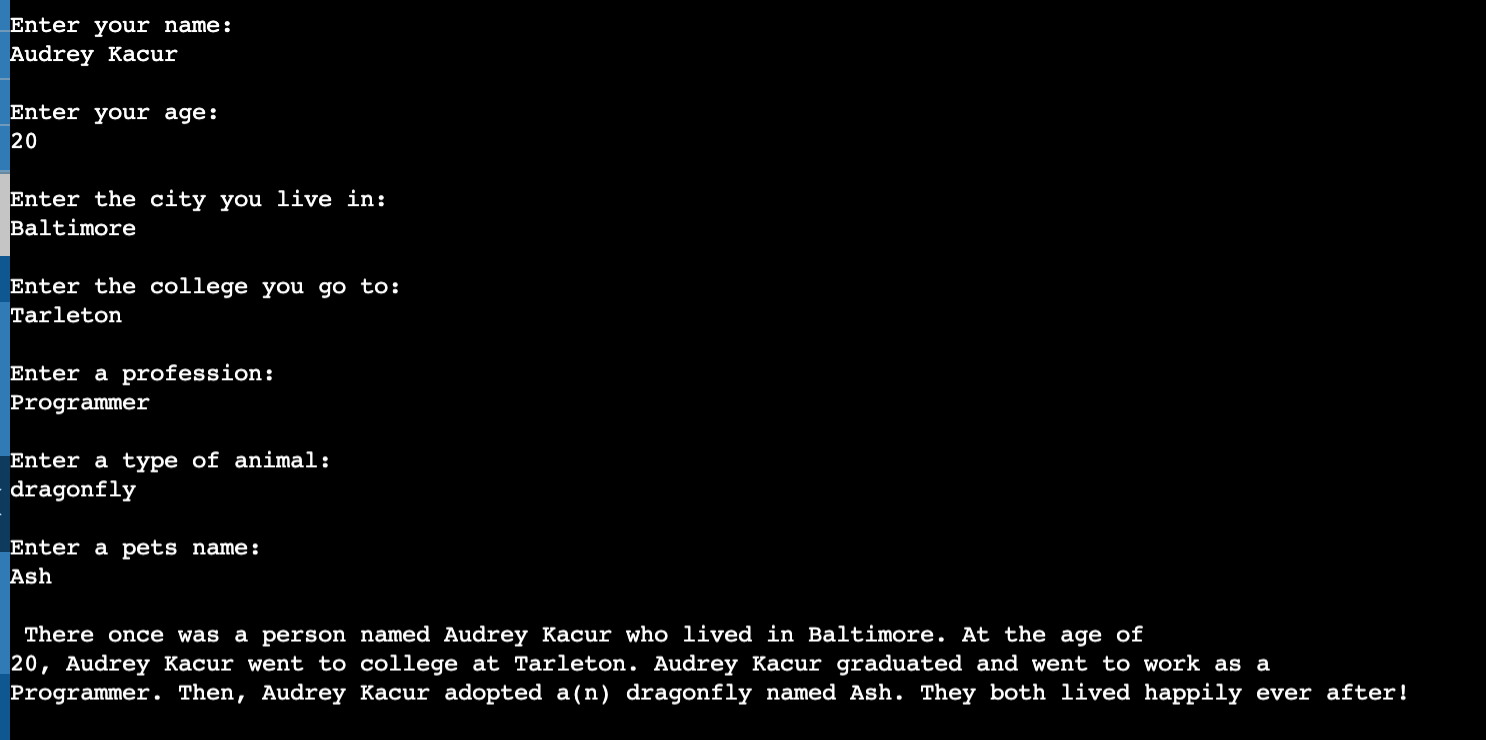 Enter your name:
Audrey Kacur
Enter your age:
20
Enter the city you live in:
Baltimore
Enter the college you go to:
Tarleton
Enter a profession:
Programmer
Enter a type of animal:
dragonfly
Enter a pets name:
Ash
There once was a person named Audrey Kacur who lived in Baltimore. At the age of
20, Audrey Kacur went to college at Tarleton. Audrey Kacur graduated and went to work as a
Programmer. Then, Audrey Kacur adopted a(n) dragonfly named Ash. They both lived happily ever after!